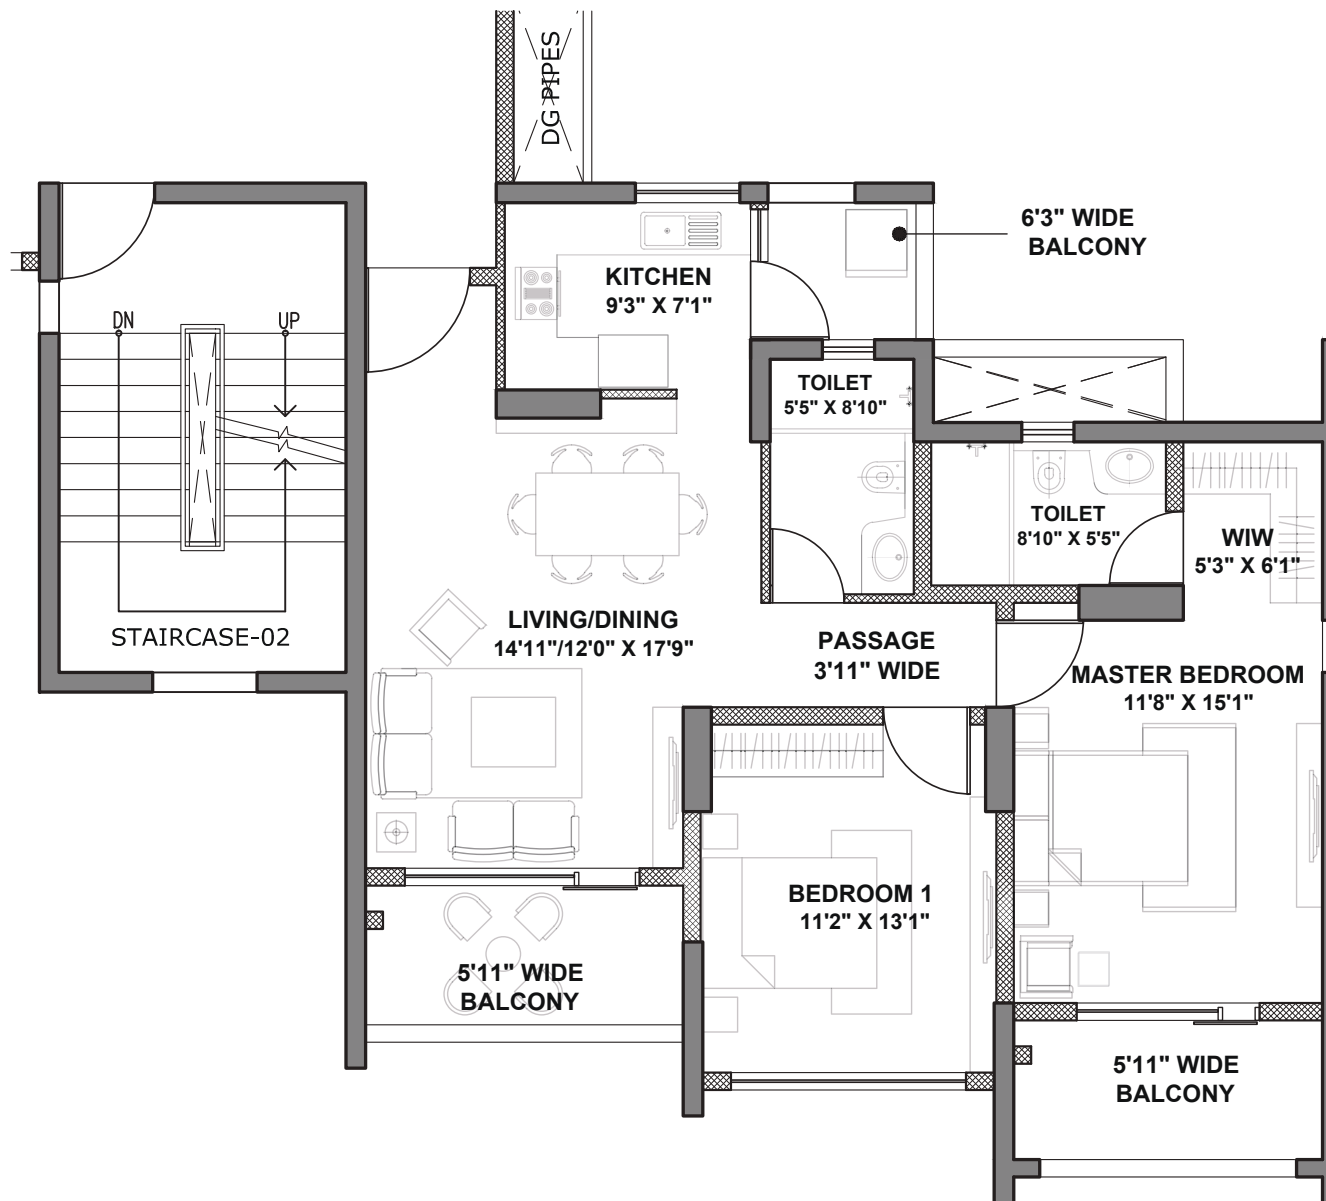 DG PIPES
6'3" WIDE
BALCONY
KITCHEN
9'3" X 7'1"
DN
UP
TOILET
5'5" X 8'10"
TOILET
8'10" X 5'5"
WIW
5'3" X 6'1"
STAIRCASE-02
LIVING/DINING
14'11"/12'0" X 17'9"
PASSAGE
3'11" WIDE
MASTER BEDROOM
11'8" X 15'1"
BEDROOM 1
11'2" X 13'1"
5'11" WIDE
BALCONY
5'11" WIDE
BALCONY